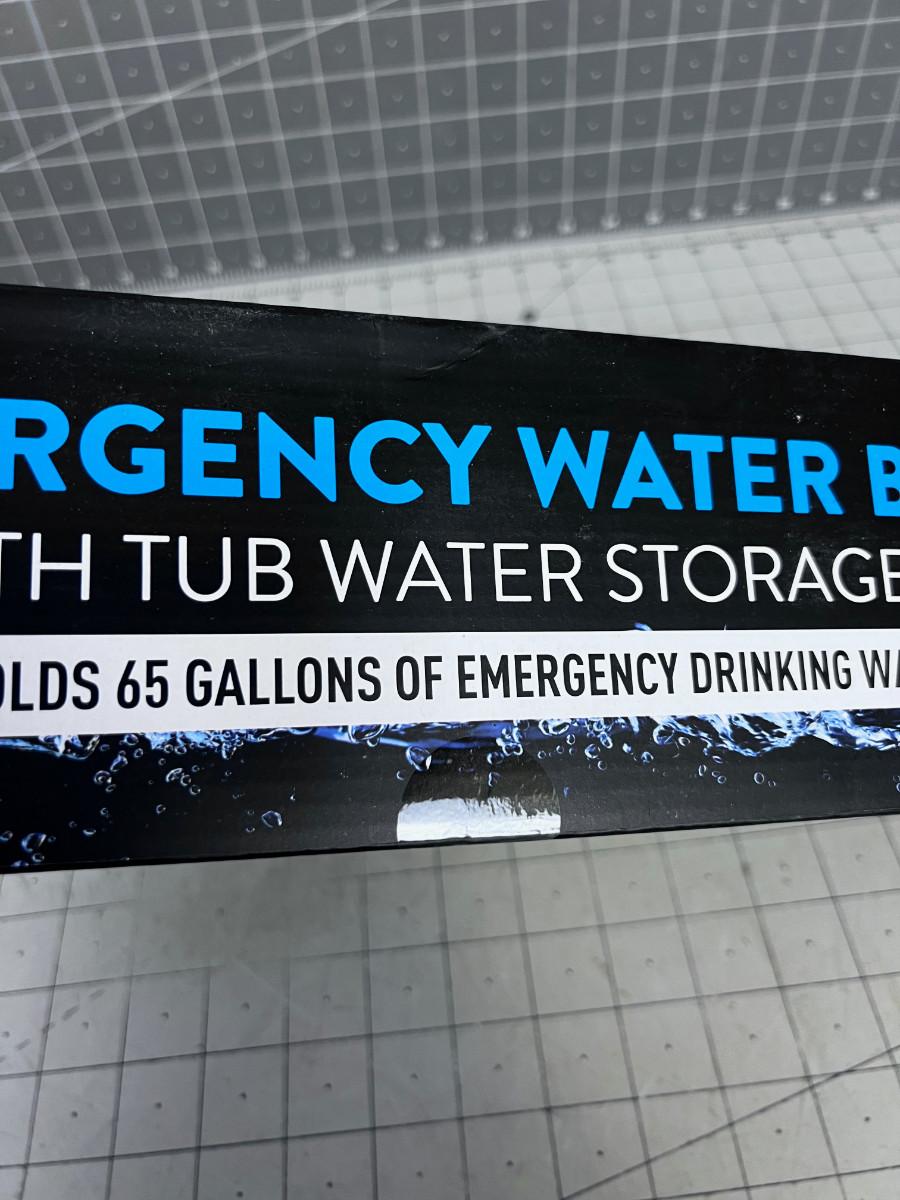 RGENCY WATER B
TH TUB WATER STORAGE
OLDS 65 GALLONS OF EMERGENCY DRINKING WA